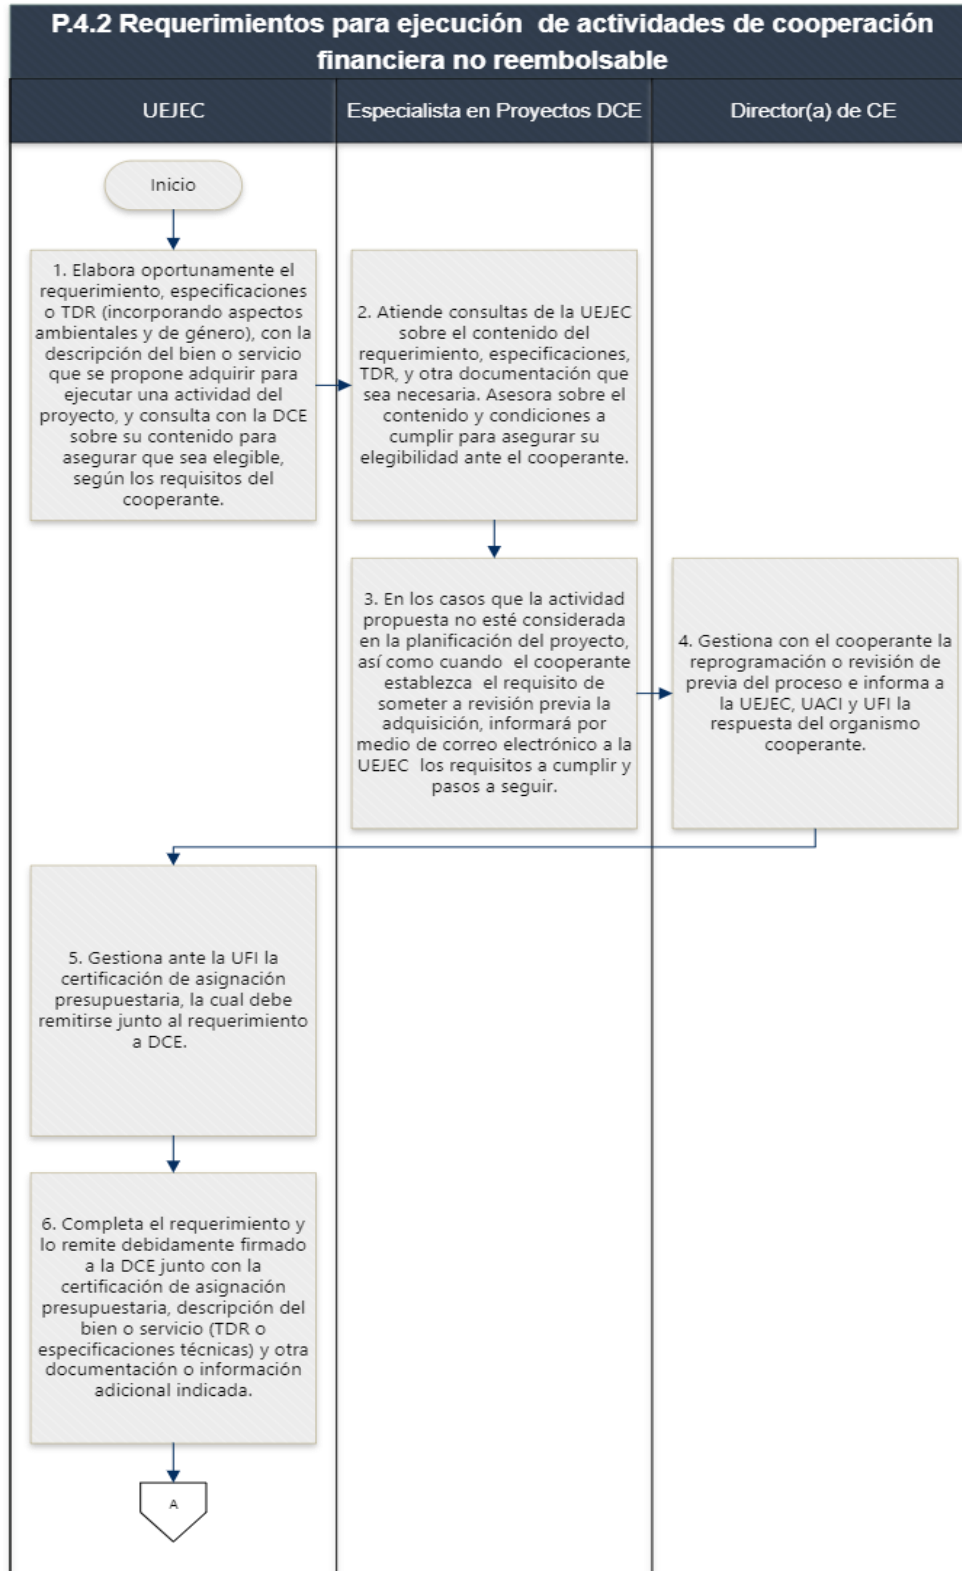 P.4.2 Requerimientos para ejecución de actividades de cooperación
financiera no reembolsable
UEJEC
Especialista en Proyectos DCE
Director(a) de CE
Inicio
1. Elabora oportunamente el
requerimiento, especificaciones
o TDR (incorporando aspectos
ambientales y de género), con la
descripción del bien o servicio
que se propone adquirir para
ejecutar una actividad del
proyecto, y consulta con la DCE
sobre su contenido para
asegurar que sea elegible,
según los requisitos del
cooperante.
2. Atiende consultas de la UEJEC
sobre el contenido del
requerimiento, especificaciones,
TDR, y otra documentación que
sea necesaria. Asesora sobre el
contenido y condiciones a
cumplir para asegurar su
elegibilidad ante el cooperante.
3. En los casos que la actividad
propuesta no esté considerada
en la planificación del proyecto,
así como cuando el cooperante
establezca el requisito de
someter a revisión previa la
adquisición, informará por
medio de correo electrónico a la
UEJEC los requisitos a cumplir y
pasos a seguir.
4. Gestiona con el cooperante la
reprogramación o revisión de
previa del proceso e informa a
la UEJEC, UACI y UFI la
respuesta del organismo
cooperante.
5. Gestiona ante la UFI la
certificación de asignación
presupuestaria, la cual debe
remitirse junto al requerimiento
a DCE.
6. Completa el requerimiento y
lo remite debidamente firmado
a la DCE junto con la
certificación de asignación
presupuestaria, descripción del
bien o servicio (TDR o
especificaciones técnicas) y otra
documentación o información
adicional indicada.
A